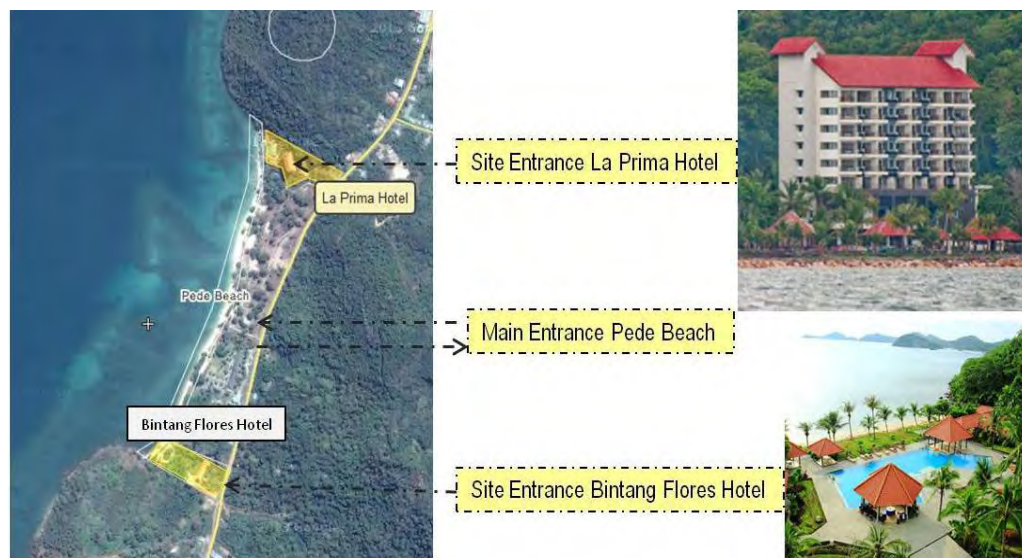 Site Entrance La Prima Hotel
La Prima Hotel
Pede Beach
Main Entrance Pede Beach
Bintang Flores Hotel
Site Entrance Bintang Flores Hotel